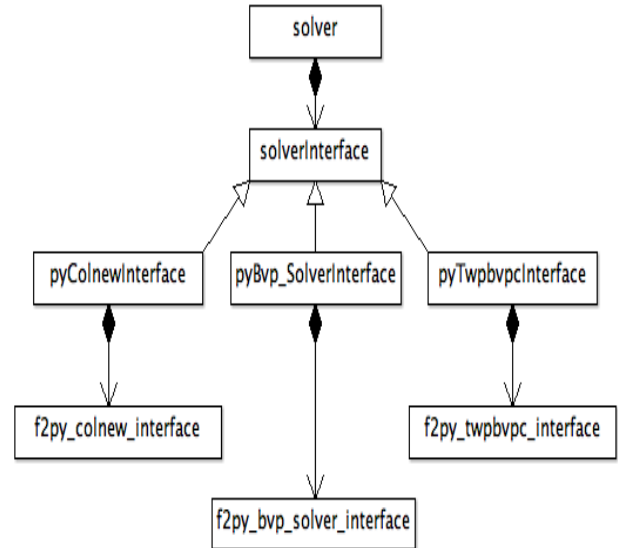 solver
solverInterface
pyColnewInterface
pyBvp_SolverInterface
pyTwpbvpcInterface
f2py_colnew_interface
f2py_twpbvpc_interface
f2py_bvp_solver_interface